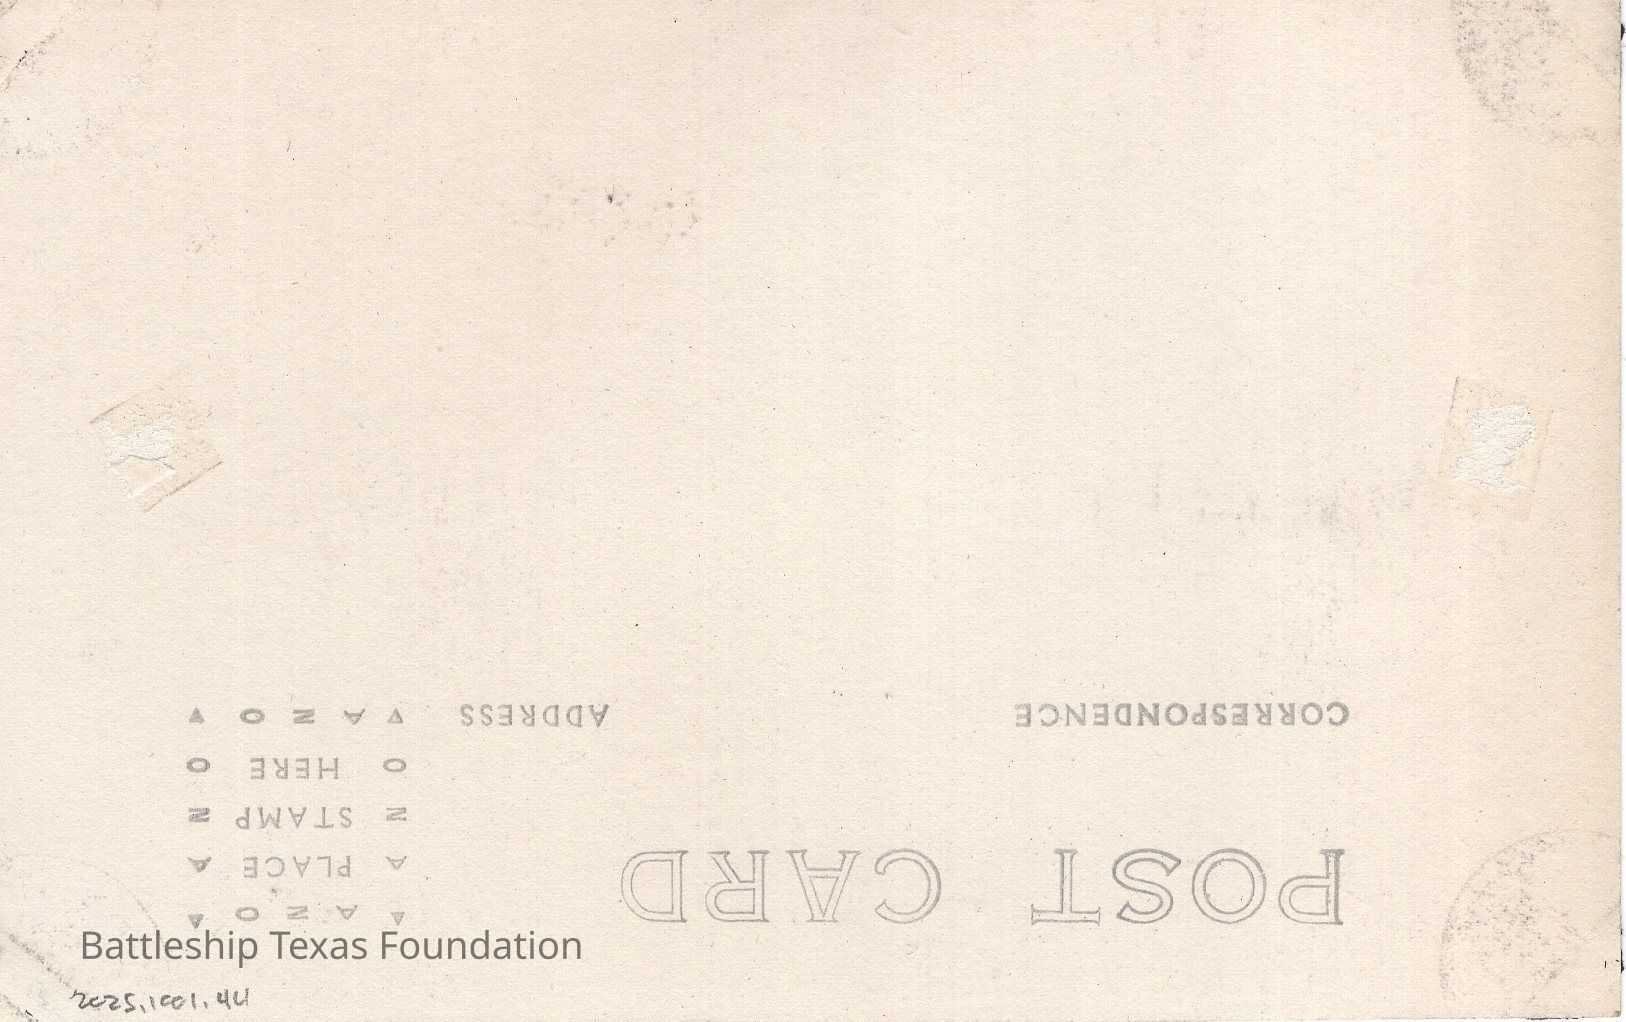 POST CARD
CORRESPONDENCE
ADDRESS
▲ A Z O ▲
A PLACE A
Z STAMP Z
O HERE O
▼ A Z O ▼
Battleship Texas Foundation
2025.1001.44